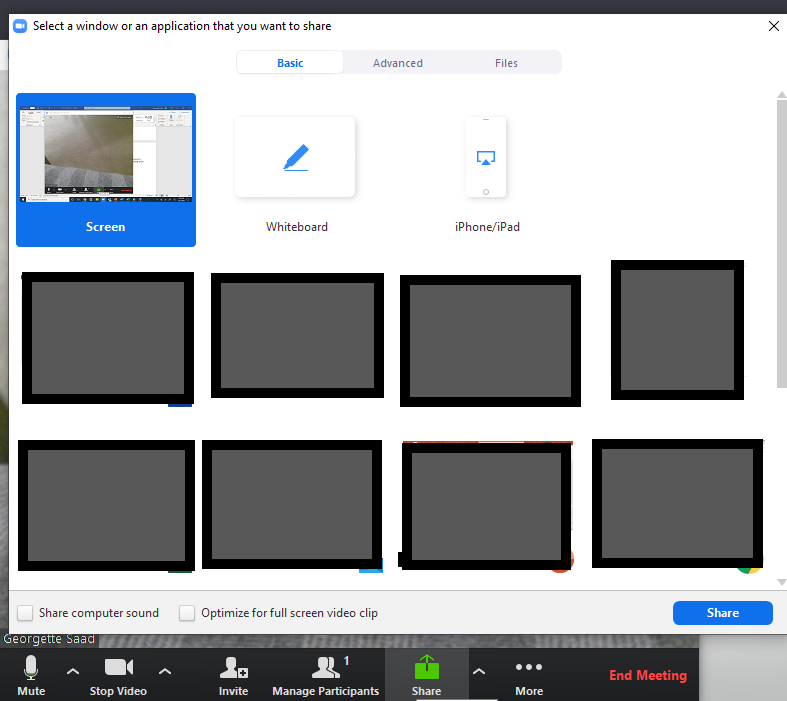 Select a window or an application that you want to share
Basic
Advanced
Files
Screen
Whiteboard
iPhone/iPad
Share computer sound
Optimize for full screen video clip
Share
Georgette Saad
Mute
Stop Video
Invite
1
Manage Participants
Share
More
End Meeting